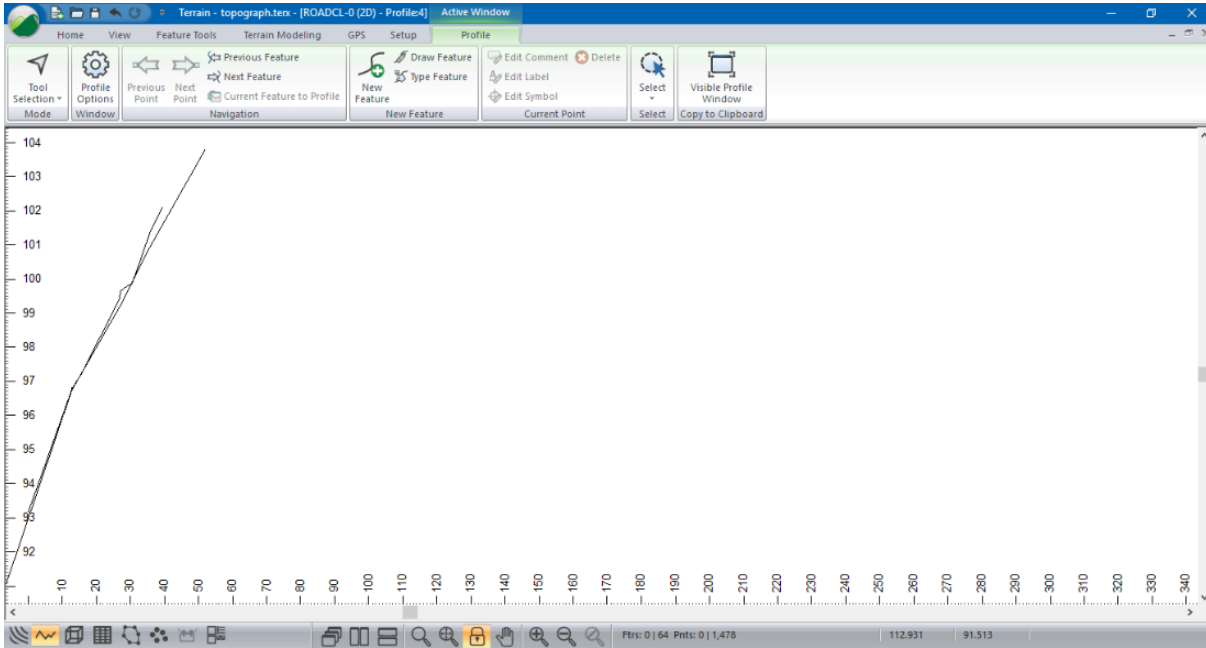 Terrain - topograph.terx - [ROADCL-0 (2D) - Profile:4] Active Window
Home View Feature Tools Terrain Modeling GPS Setup Profile
Tool Selection
Mode
Profile Options
Window
Previous Point
Next Point
Previous Feature
Next Feature
Current Feature to Profile
Navigation
New Feature
Draw Feature
Type Feature
New Feature
Edit Comment Delete
Edit Label
Edit Symbol
Current Point
Select
Select
Visible Profile Window
Copy to Clipboard
104
103
102
101
100
99
98
97
96
95
94
93
92
10 20 30 40 50 60 70 80 90 100 110 120 130 140 150 160 170 180 190 200 210 220 230 240 250 260 270 280 290 300 310 320 330 340
Ftrs: 0 | 64 Pnts: 0 | 1,478 112.931 91.513